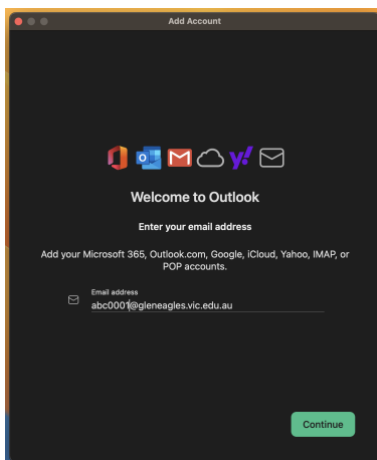 Add Account
Welcome to Outlook
Enter your email address
Add your Microsoft 365, Outlook.com, Google, iCloud, Yahoo, IMAP, or
POP accounts.
Email address
abc0001@gleneagles.vic.edu.au
Continue